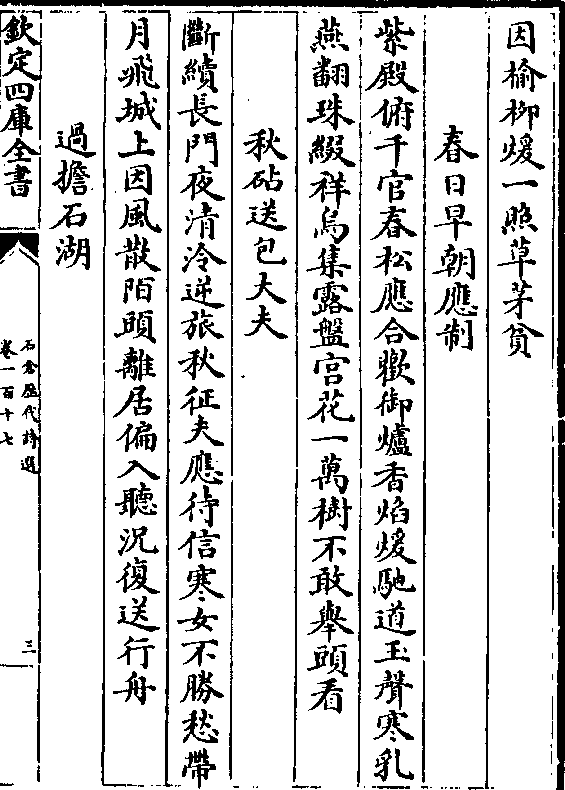 因榆柳煖一照草茅貧
春日早朝應制
紫殿俯千官春松應合歡御爐香焰煖馳道玉聲寒乳
燕翻珠綴祥烏集露盤宮花一萬樹不敢舉頭看
秋砧送包大夫
斷續長門夜清泠逆旅秋征夫應待信寒女不勝愁帶
月飛城上因風散陌頭離居偏入聽況復送行舟
過擔石湖
欽定四庫全書
石倉歷代詩選
卷一百十七
三